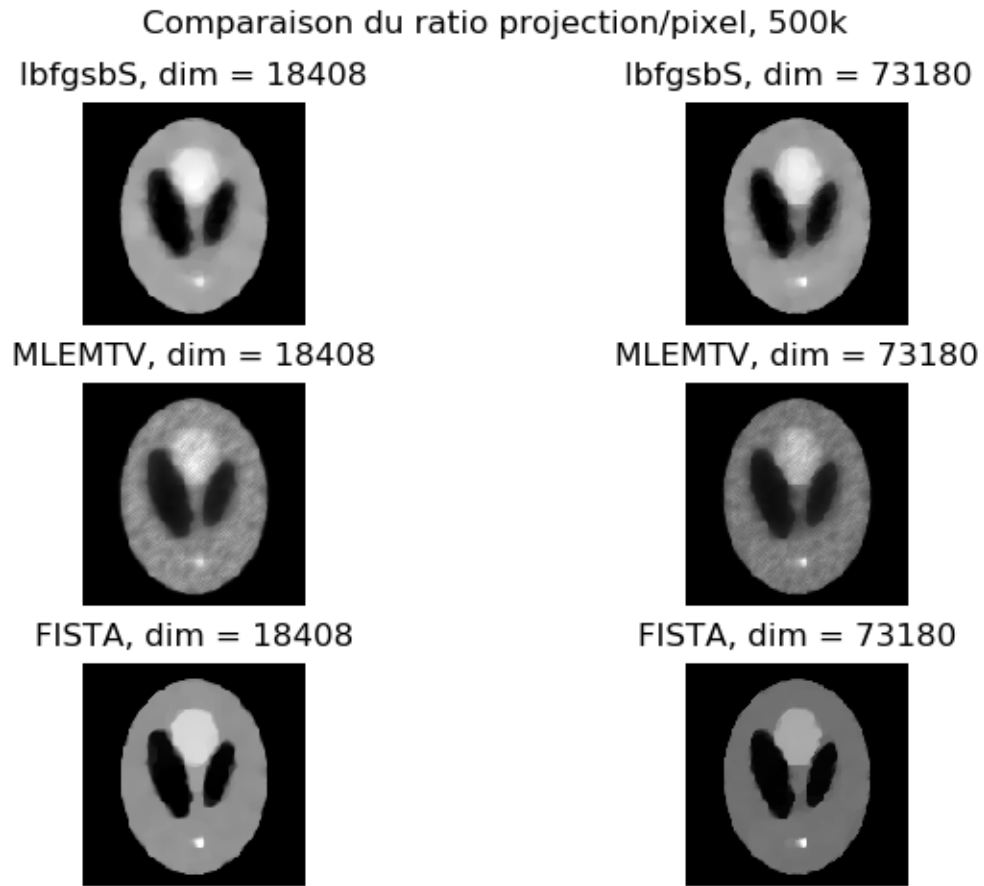 Comparaison du ratio projection/pixel, 500k
lbfgsbS, dim = 18408
lbfgsbS, dim = 73180
MLEMTV, dim = 18408
MLEMTV, dim = 73180
FISTA, dim = 18408
FISTA, dim = 73180